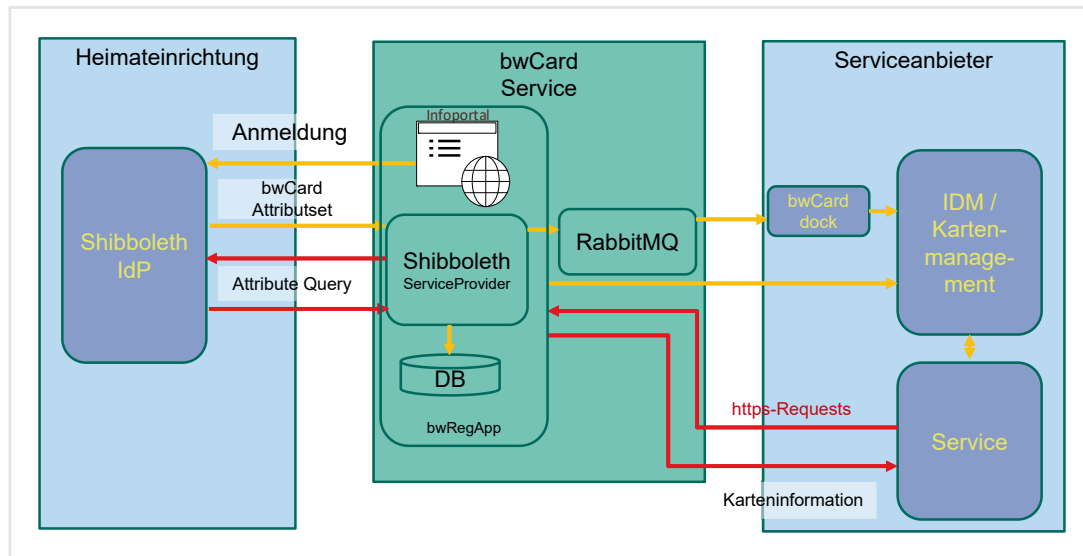 Heimateinrichtung
Anmeldung
bwCard
Attributset
Shibboleth
IdP
Attribute Query
bwCard
Service
Infoportal
Shibboleth
ServiceProvider
RabbitMQ
DB
bwRegApp
Serviceanbieter
bwCard
dock
IDM /
Karten-
manage-
ment
https-Requests
Service
Karteninformation